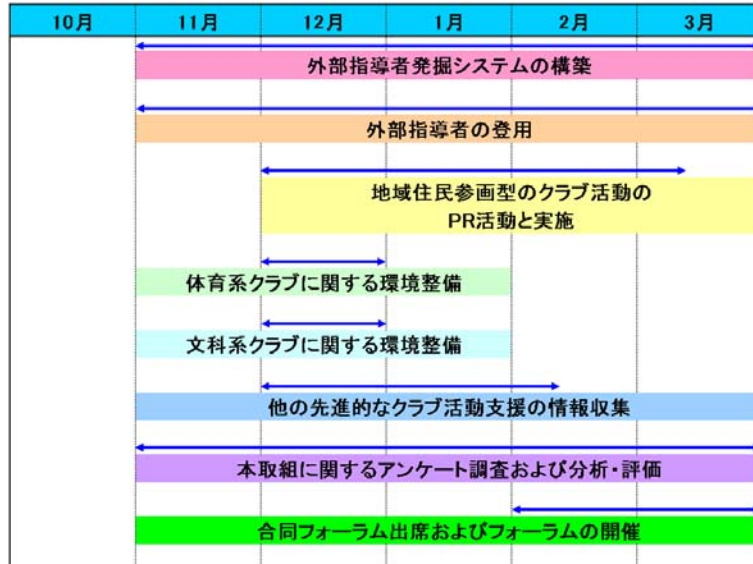 10月 11月 12月 1月 2月 3月
外部指導者発掘システムの構築
外部指導者の登用
地域住民参画型のクラブ活動の
PR活動と実施
体育系クラブに関する環境整備
文科系クラブに関する環境整備
他の先進的なクラブ活動支援の情報収集
本取組に関するアンケート調査および分析・評価
合同フォーラム出席およびフォーラムの開催